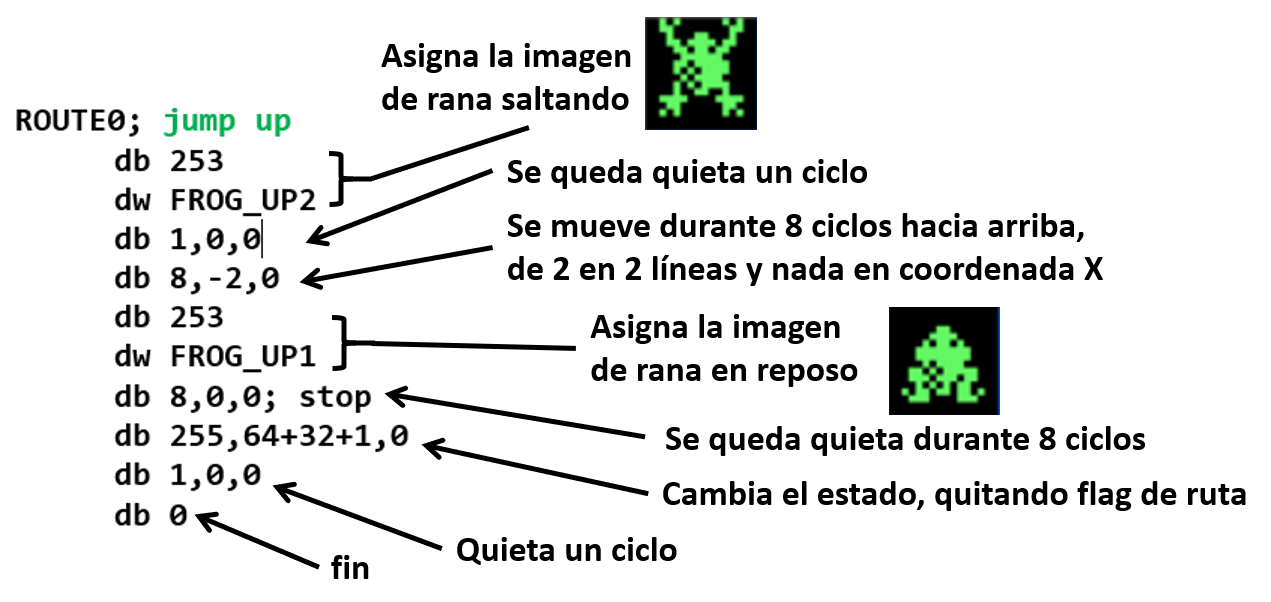 Asigna la imagen
de rana saltando
ROUTE0; jump up
db 253
dw FROG_UP2
db 1,0,0
db 8,-2,0
db 253
dw FROG_UP1
db 8,0,0; stop
db 255,64+32+1,0
db 1,0,0
db 0
Se queda quieta un ciclo
Se mueve durante 8 ciclos hacia arriba,
de 2 en 2 líneas y nada en coordenada X
Asigna la imagen
de rana en reposo
Se queda quieta durante 8 ciclos
Cambia el estado, quitando flag de ruta
Quieta un ciclo
fin